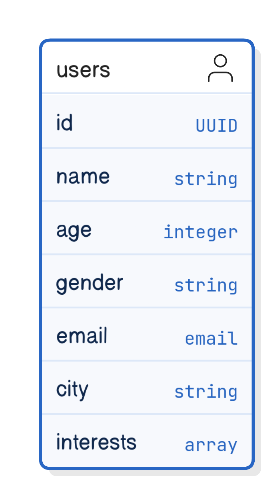 users
id UUID
name string
age integer
gender string
email email
city string
interests array